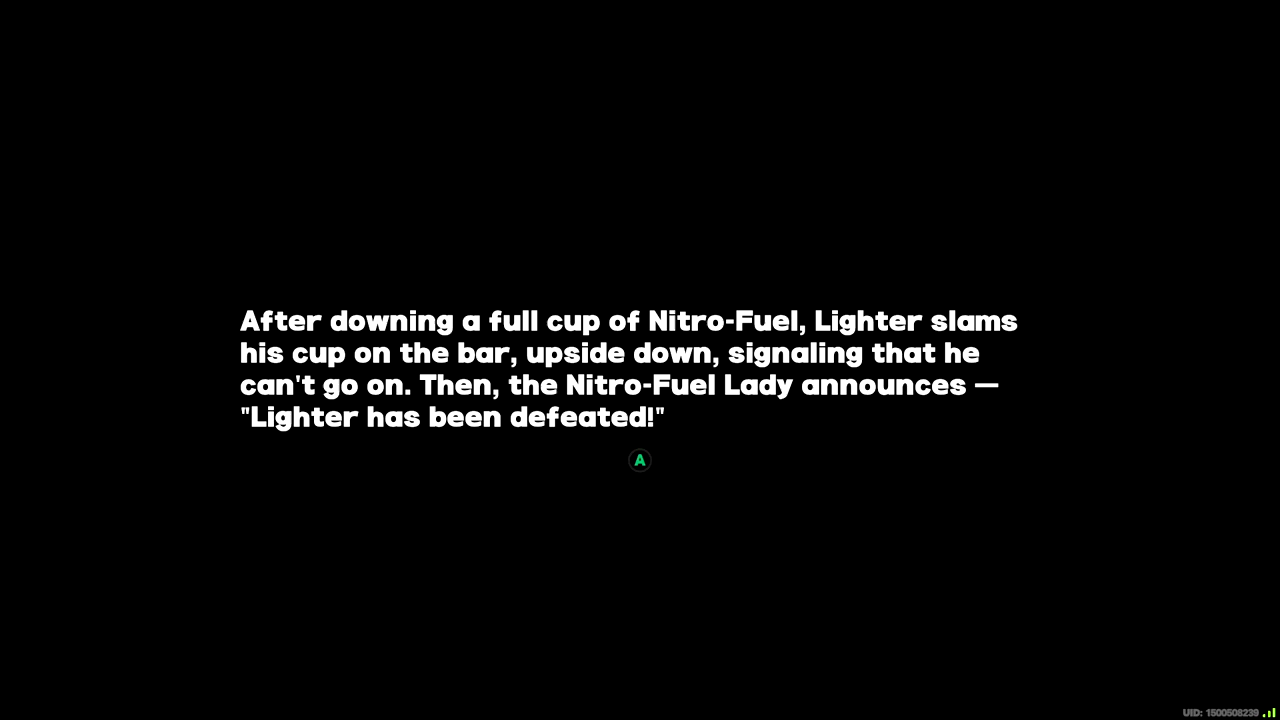 After downing a full cup of Nitro-Fuel, Lighter slams
his cup on the bar, upside down, signaling that he
can't go on. Then, the Nitro-Fuel Lady announces —
"Lighter has been defeated!"
A
UID: 1500508239